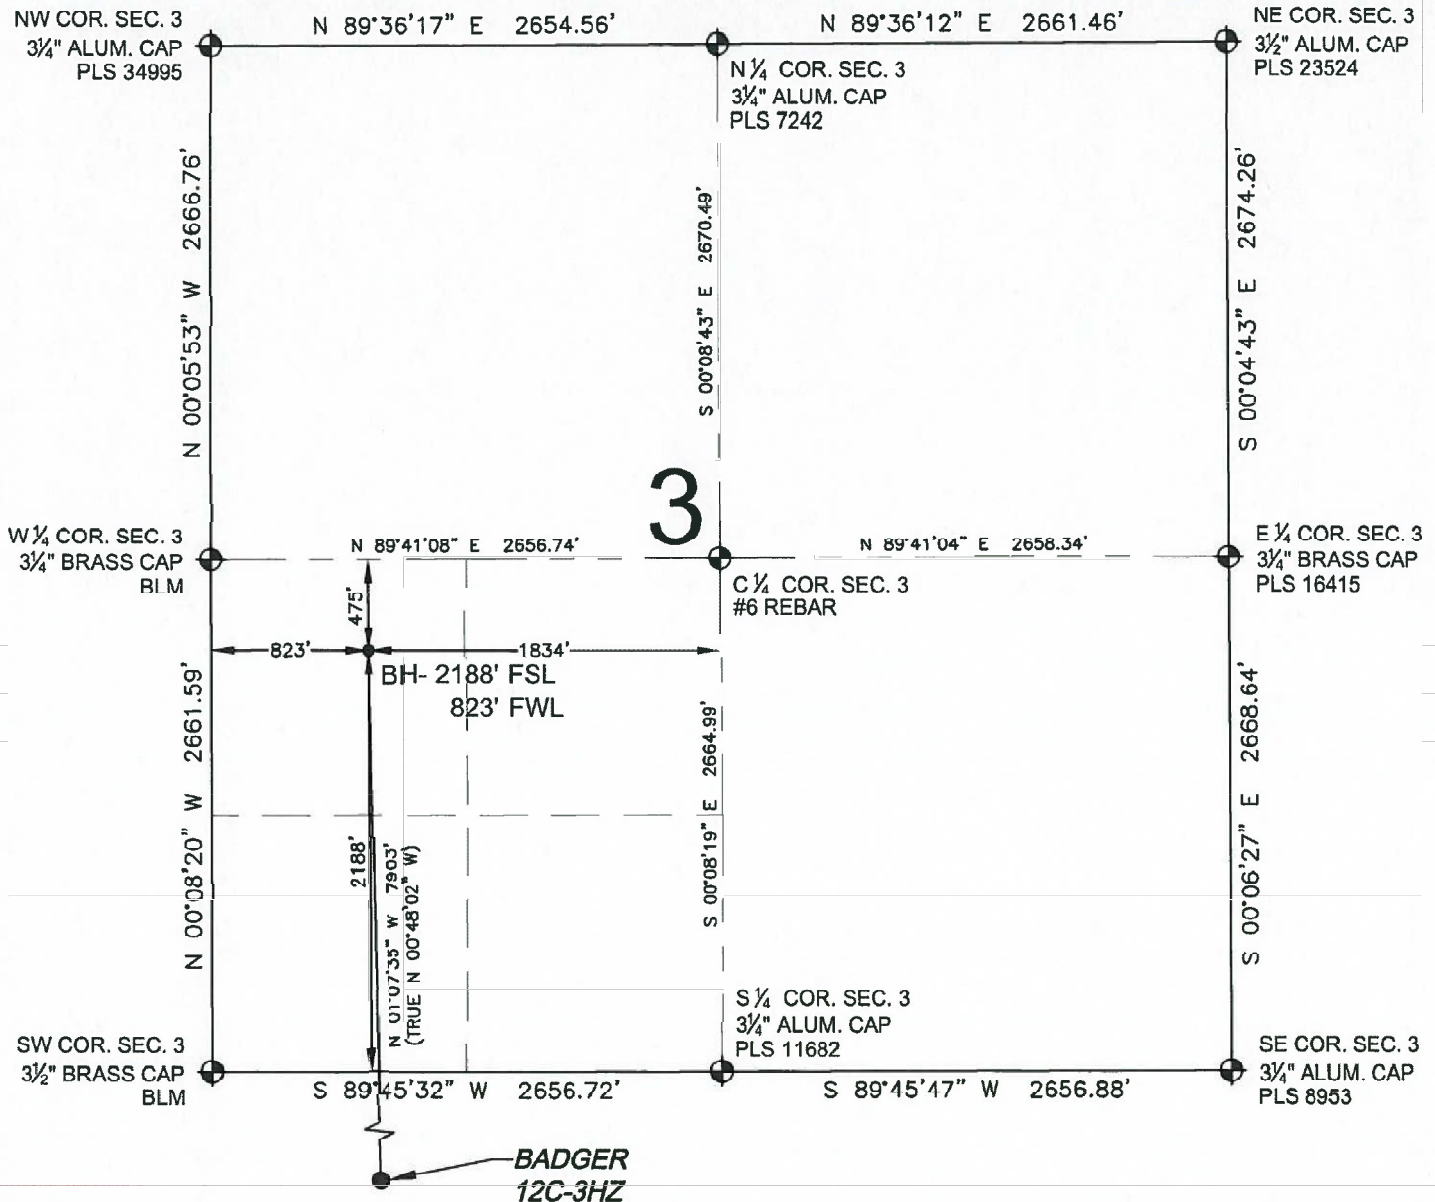 NW COR. SEC. 3
3¼" ALUM. CAP
PLS 34995
N 89°36'17" E 2654.56'
N 89°36'12" E 2661.46'
NE COR. SEC. 3
3½" ALUM. CAP
PLS 23524
N ¼ COR. SEC. 3
3¼" ALUM. CAP
PLS 7242
N 00°05'53" W 2666.76'
S 00°08'43" E 2670.49'
S 00°04'43" E 2674.26'
3
W ¼ COR. SEC. 3
3¼" BRASS CAP
BLM
N 89°41'08" E 2656.74'
N 89°41'04" E 2658.34'
E ¼ COR. SEC. 3
3¼" BRASS CAP
PLS 16415
C ¼ COR. SEC. 3
#6 REBAR
475'
823'
1834'
BH- 2188' FSL
823' FWL
N 00°08'20" W 2661.59'
2188'
N 01°07'35" W 7903'
(TRUE N 00°48'02" W)
S 00°08'19" E 2664.99'
S 00°06'27" E 2668.64'
S ¼ COR. SEC. 3
3¼" ALUM. CAP
PLS 11682
SW COR. SEC. 3
3½" BRASS CAP
BLM
S 89°45'32" W 2656.72'
S 89°45'47" W 2656.88'
SE COR. SEC. 3
3¼" ALUM. CAP
PLS 8953
BADGER
12C-3HZ